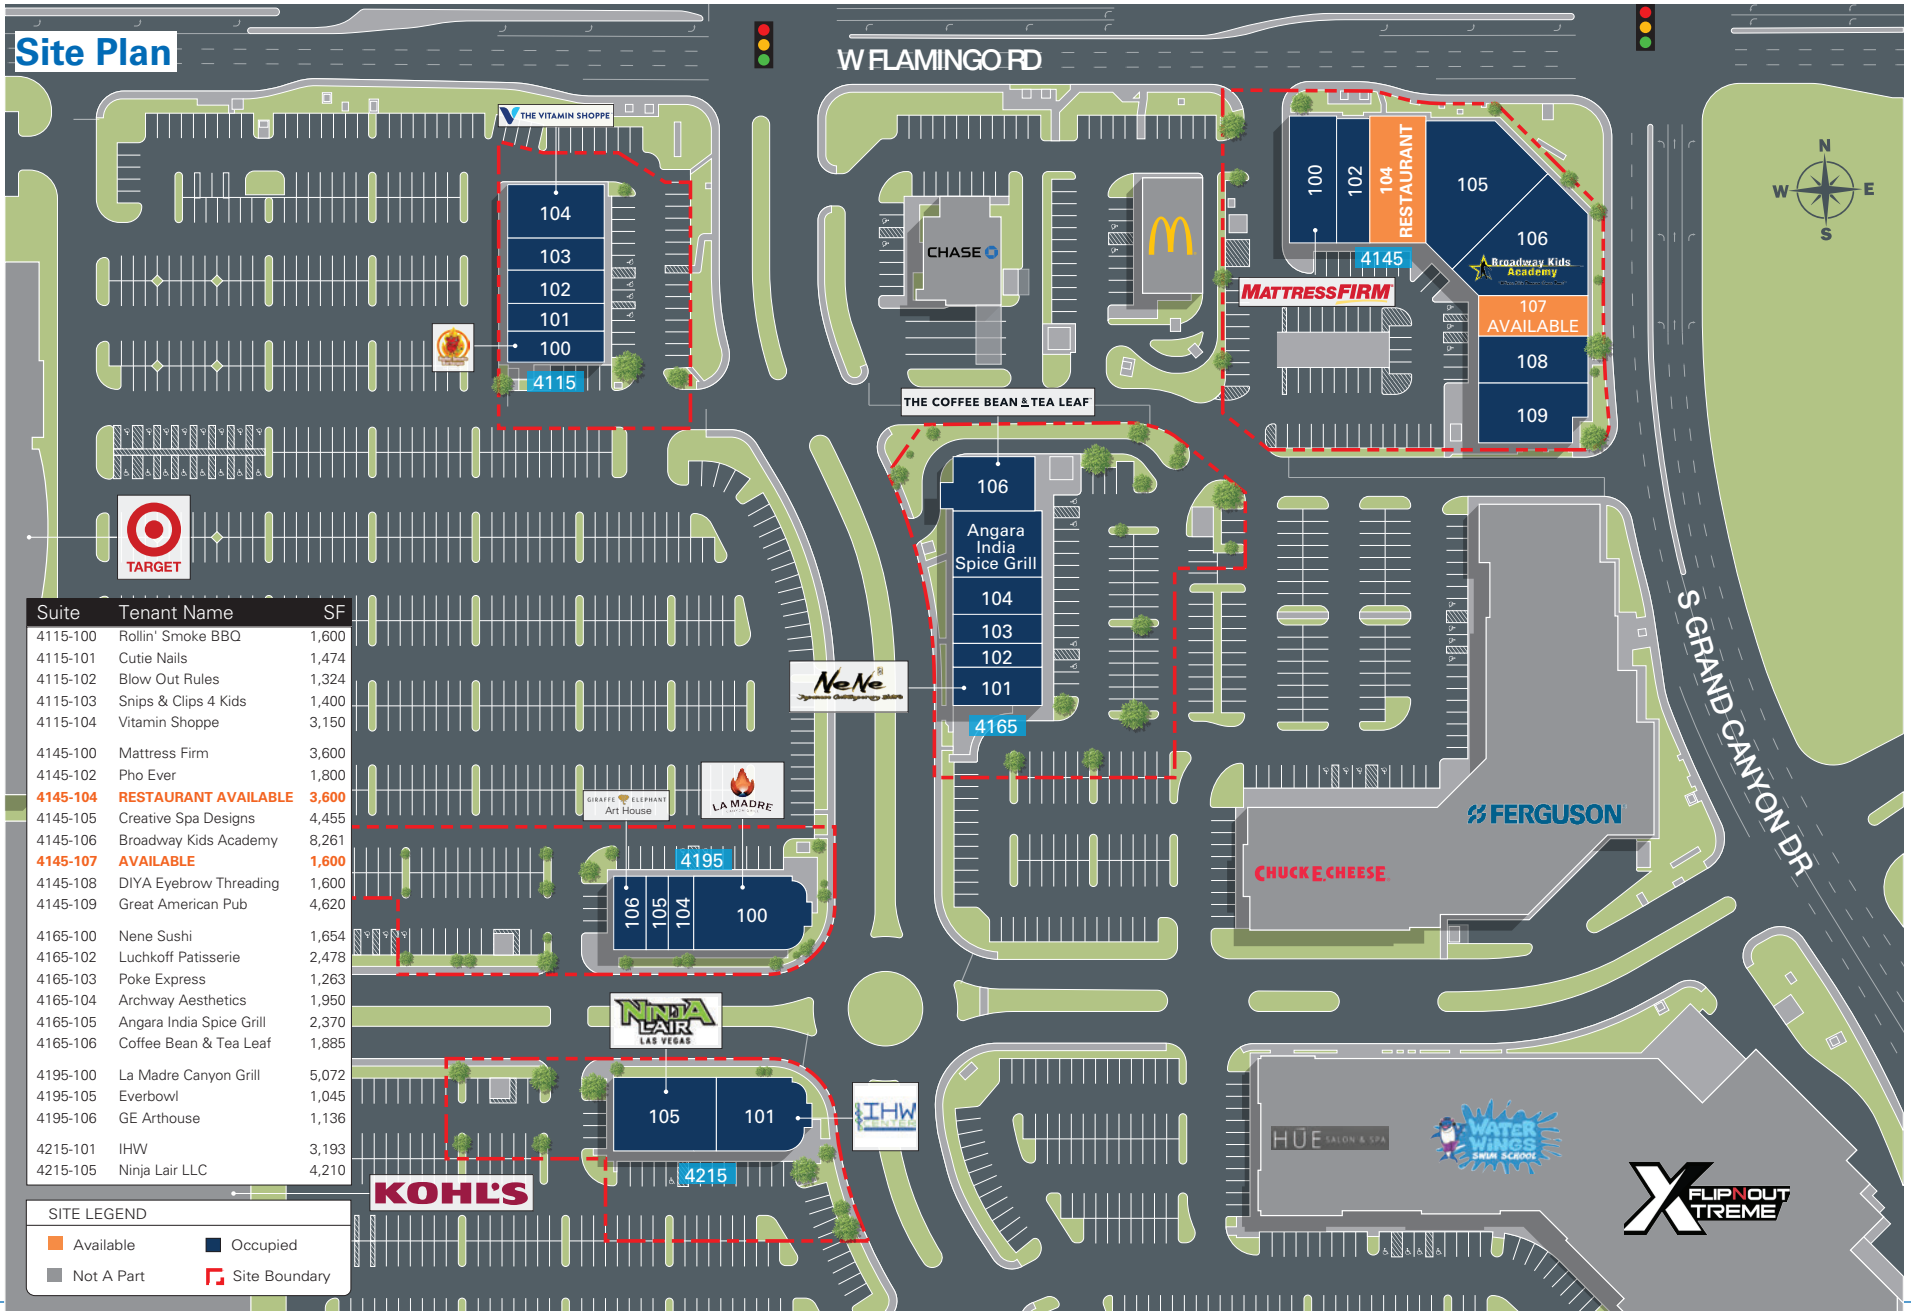 Site Plan
W FLAMINGO RD
THE VITAMIN SHOPPE
N
W E
S
104
103
102
101
100
4115
CHASE
100
102
104
RESTAURANT
105
106
Broadway Kids
Academy
4145
MATTRESSFIRM
107
AVAILABLE
108
109
THE COFFEE BEAN & TEA LEAF
106
Angara
India
Spice Grill
104
103
102
101
4165
NeNe
TARGET
S GRAND CANYON DR
Suite Tenant Name SF
4115-100 Rollin' Smoke BBQ 1,600
4115-101 Cutie Nails 1,474
4115-102 Blow Out Rules 1,324
4115-103 Snips & Clips 4 Kids 1,400
4115-104 Vitamin Shoppe 3,150
4145-100 Mattress Firm 3,600
4145-102 Pho Ever 1,800
4145-104 RESTAURANT AVAILABLE 3,600
4145-105 Creative Spa Designs 4,455
4145-106 Broadway Kids Academy 8,261
4145-107 AVAILABLE 1,600
4145-108 DIYA Eyebrow Threading 1,600
4145-109 Great American Pub 4,620
4165-100 Nene Sushi 1,654
4165-102 Luchkoff Patisserie 2,478
4165-103 Poke Express 1,263
4165-104 Archway Aesthetics 1,950
4165-105 Angara India Spice Grill 2,370
4165-106 Coffee Bean & Tea Leaf 1,885
4195-100 La Madre Canyon Grill 5,072
4195-105 Everbowl 1,045
4195-106 GE Arthouse 1,136
4215-101 IHW 3,193
4215-105 Ninja Lair LLC 4,210
GIRAFFE ELEPHANT
Art House
LA MADRE
4195
106
105
104
100
FERGUSON
CHUCK E. CHEESE
NINJA
LAIR
LAS VEGAS
105
101
IHW
4215
KOHL'S
HUE SALON & SPA
WATER
WiNGS
SWIM SCHOOL
FLIPNOUT
XTREME
SITE LEGEND
Available
Occupied
Not A Part
Site Boundary